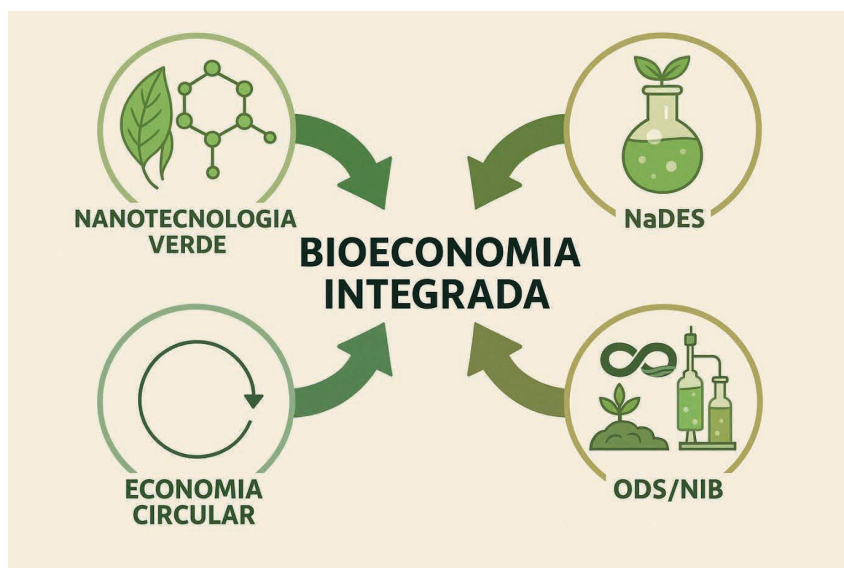 NANOTECNOLOGIA
VERDE
NaDES
BIOECONOMIA
INTEGRADA
ECONOMIA
CIRCULAR
ODS/NIB